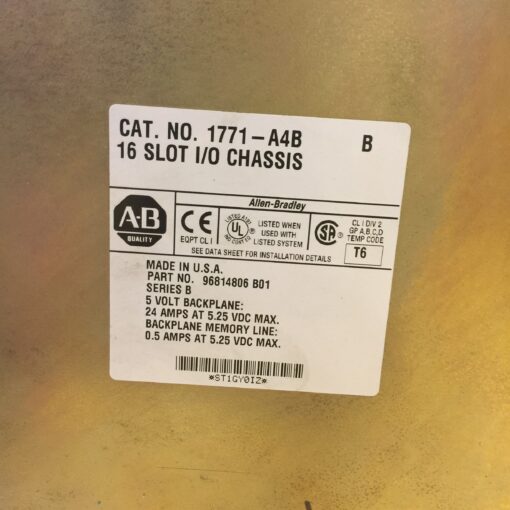 CAT. NO. 1771-A4B B
16 SLOT I/O CHASSIS
Allen-Bradley
A-B
QUALITY
CE
EQPT CL I
UL
LISTED WHEN
USED WITH
LISTED SYSTEM
SA
CL I DIV 2
GP A,B,C,D
TEMP CODE
T6
SEE DATA SHEET FOR INSTALLATION DETAILS
MADE IN U.S.A.
PART NO. 96814806 B01
SERIES B
5 VOLT BACKPLANE:
24 AMPS AT 5.25 VDC MAX.
BACKPLANE MEMORY LINE:
0.5 AMPS AT 5.25 VDC MAX.
*ST1GY0IZ*